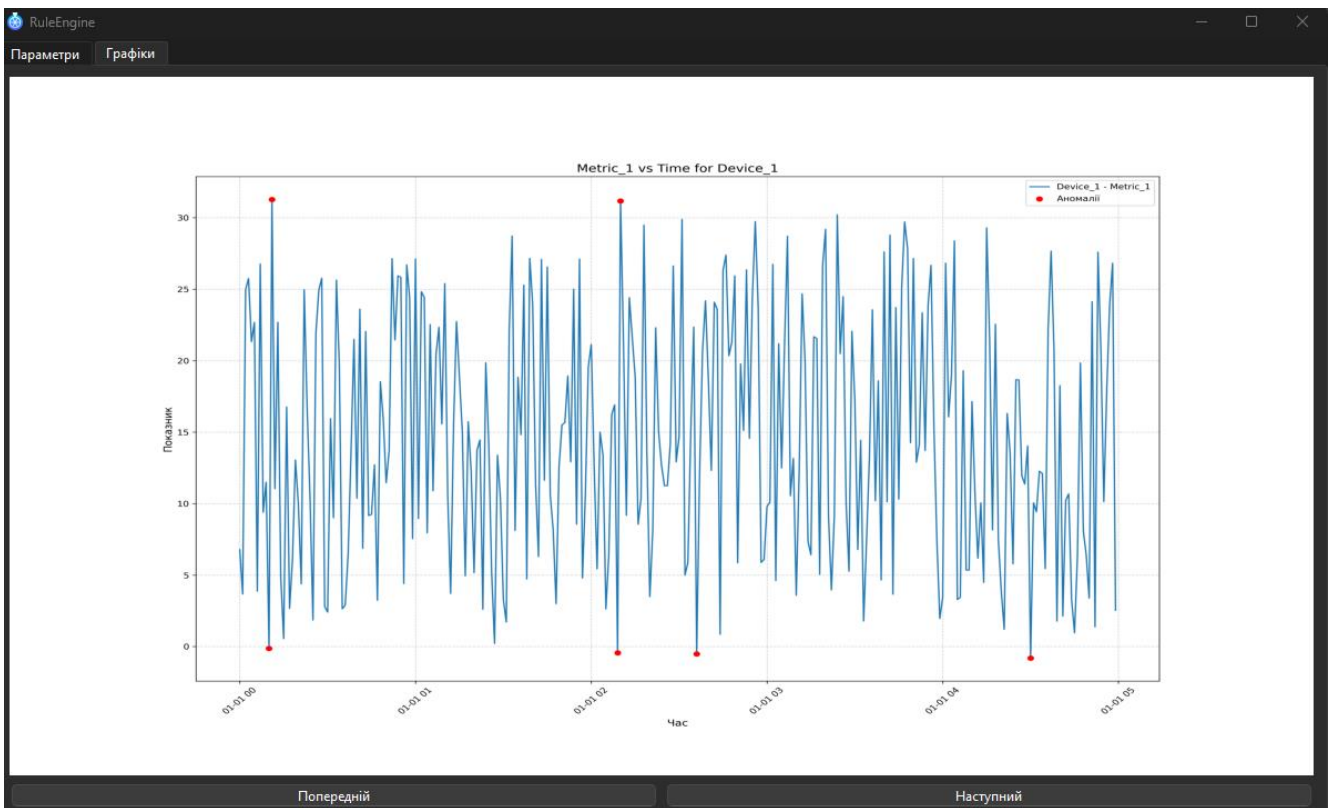 RuleEngine
Параметри Графіки
Metric_1 vs Time for Device_1
Device_1 - Metric_1
Аномалії
30
25
20
15
10
5
0
Показник
01-01 00 01-01 01 01-01 02 01-01 03 01-01 04 01-01 05
Час
Попередній Наступний